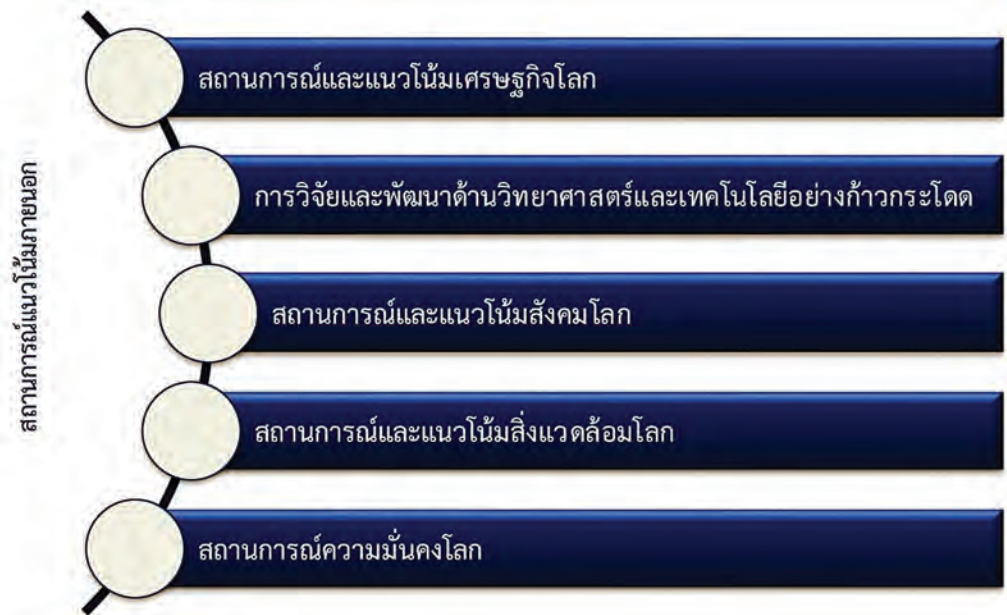 สถานการณ์แนวโน้มภายนอก
สถานการณ์และแนวโน้มเศรษฐกิจโลก
การวิจัยและพัฒนาด้านวิทยาศาสตร์และเทคโนโลยีอย่างก้าวกระโดด
สถานการณ์และแนวโน้มสังคมโลก
สถานการณ์และแนวโน้มสิ่งแวดล้อมโลก
สถานการณ์ความมั่นคงโลก